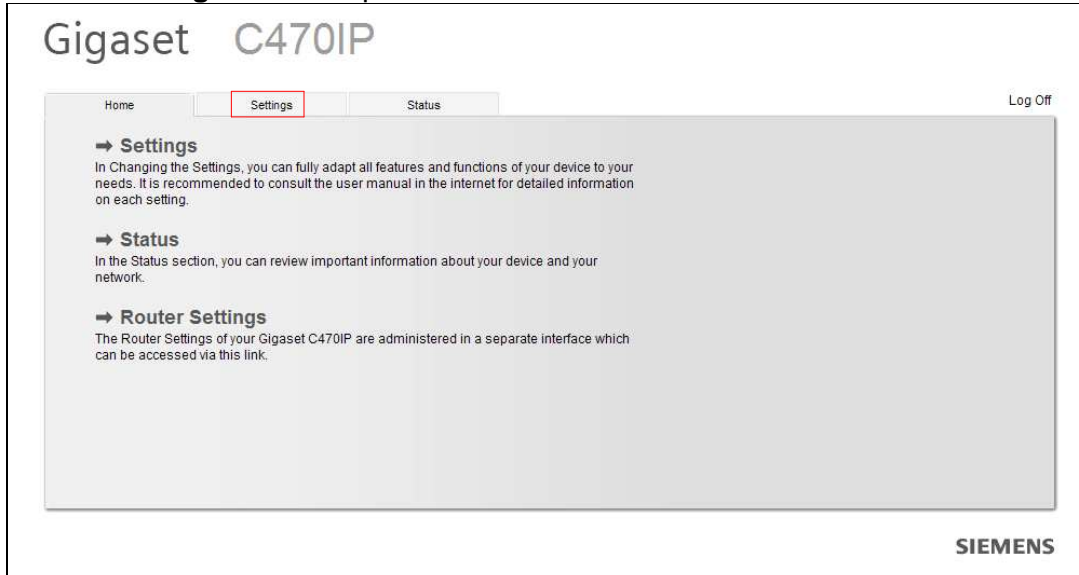 Gigaset C470IP
Home Settings Status Log Off
➡ Settings
In Changing the Settings, you can fully adapt all features and functions of your device to your
needs. It is recommended to consult the user manual in the internet for detailed information
on each setting.
➡ Status
In the Status section, you can review important information about your device and your
network.
➡ Router Settings
The Router Settings of your Gigaset C470IP are administered in a separate interface which
can be accessed via this link.
SIEMENS